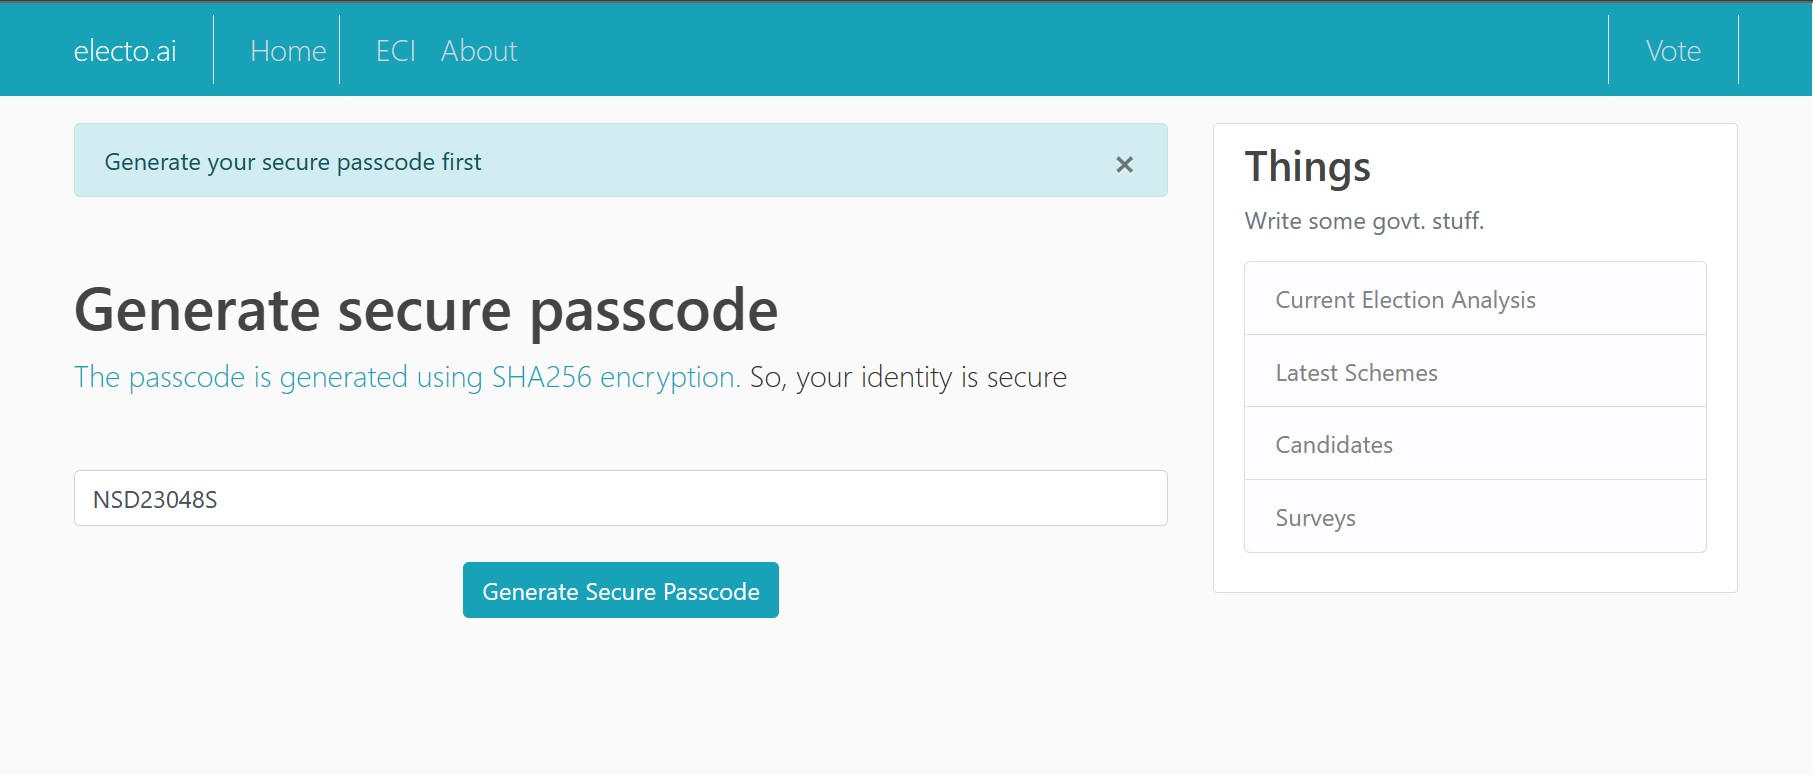 electo.ai Home ECI About Vote
Generate your secure passcode first ×
Generate secure passcode
The passcode is generated using SHA256 encryption. So, your identity is secure
NSD23048S
Generate Secure Passcode
Things
Write some govt. stuff.
Current Election Analysis
Latest Schemes
Candidates
Surveys